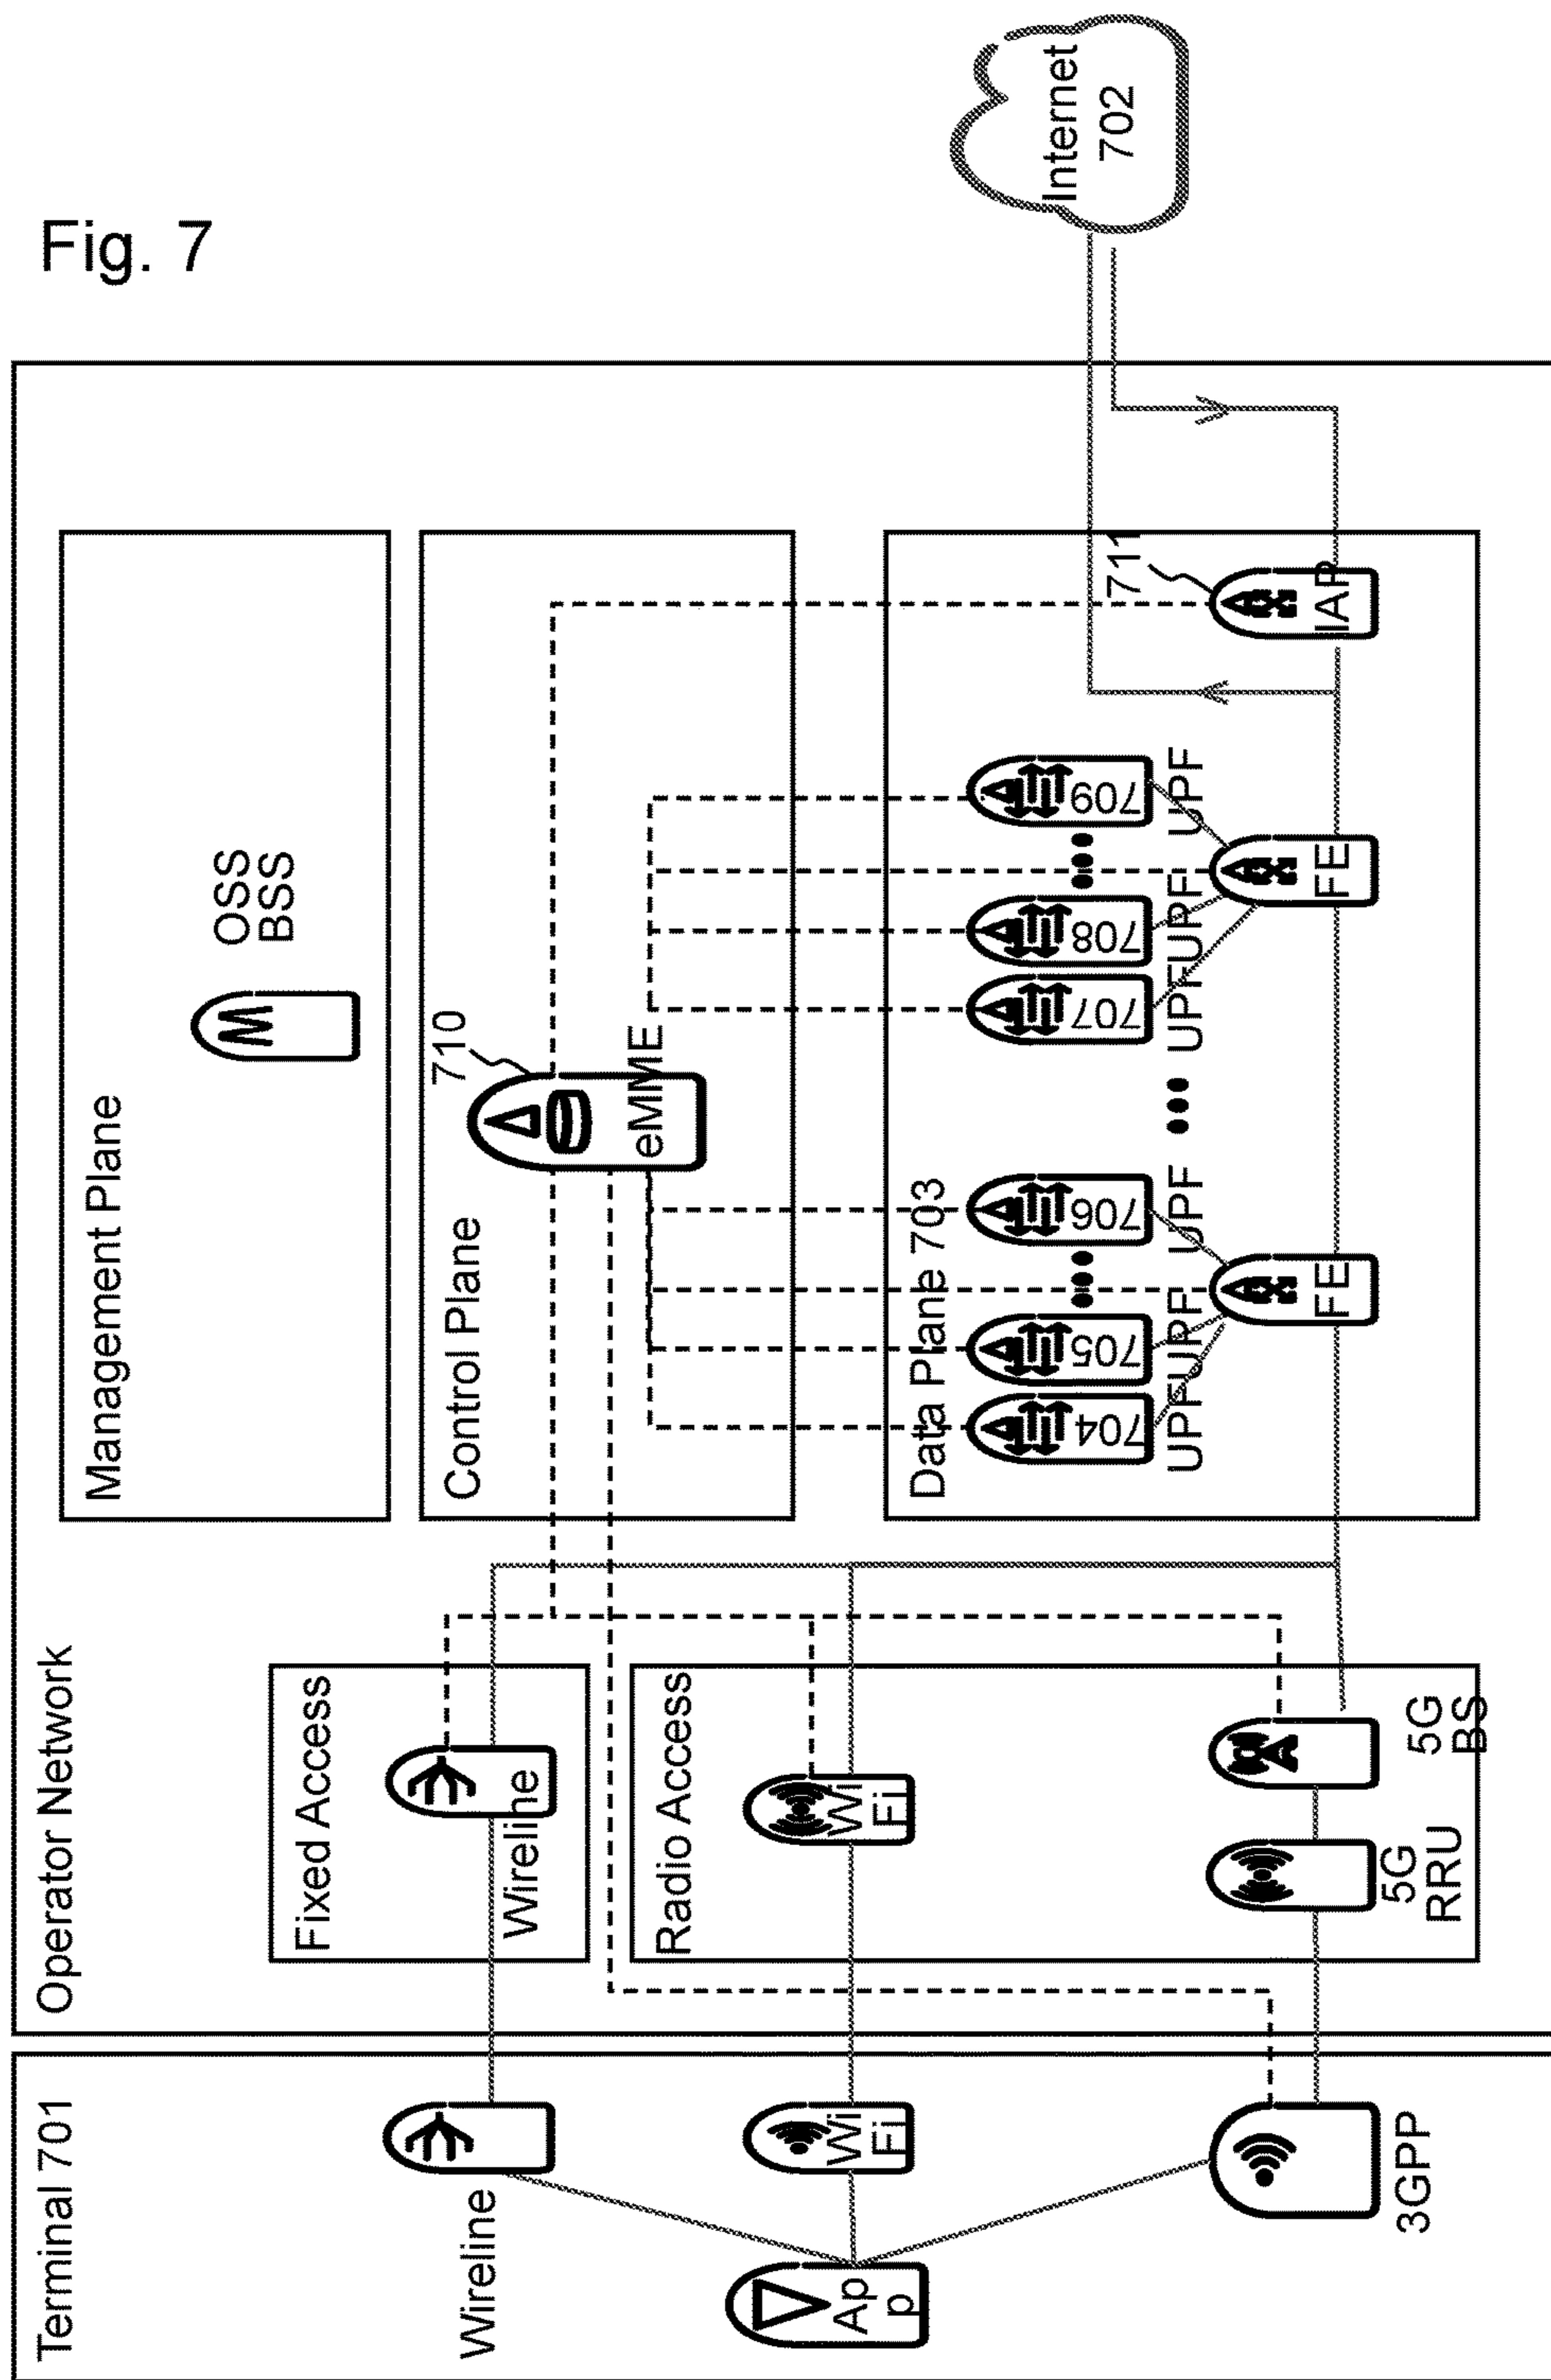 Fig. 7
Terminal 701
Wireline
Wi
Fi
Ap
p
3GPP
Operator Network
Fixed Access
Wireline
Radio Access
Wi
Fi
5G
RRU
5G
BS
Management Plane
OSS
BSS
Control Plane
710
eMME
Data Plane 703
704
705
706
707
708
709
UPF
UPF
UPF
UPF
UPF
UPF
FE
FE
711
IAP
Internet
702